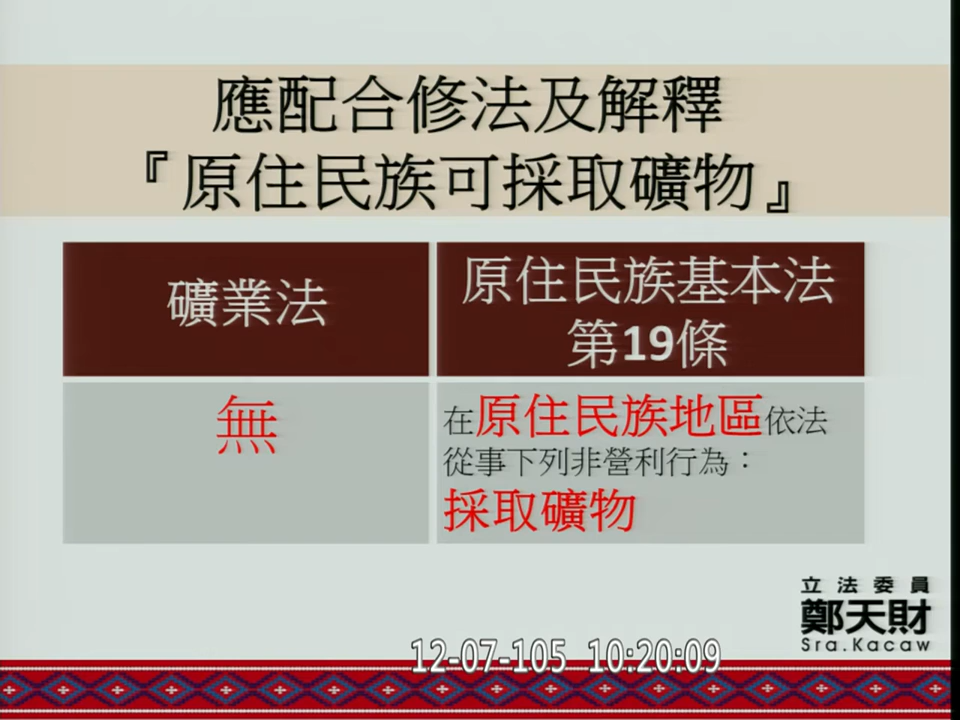 應配合修法及解釋
『原住民族可採取礦物』
礦業法
原住民族基本法
第19條
無
在原住民族地區依法
從事下列非營利行為：
採取礦物
立法委員
鄭天財
Sra.Kacaw
12-07-105 10:20:09